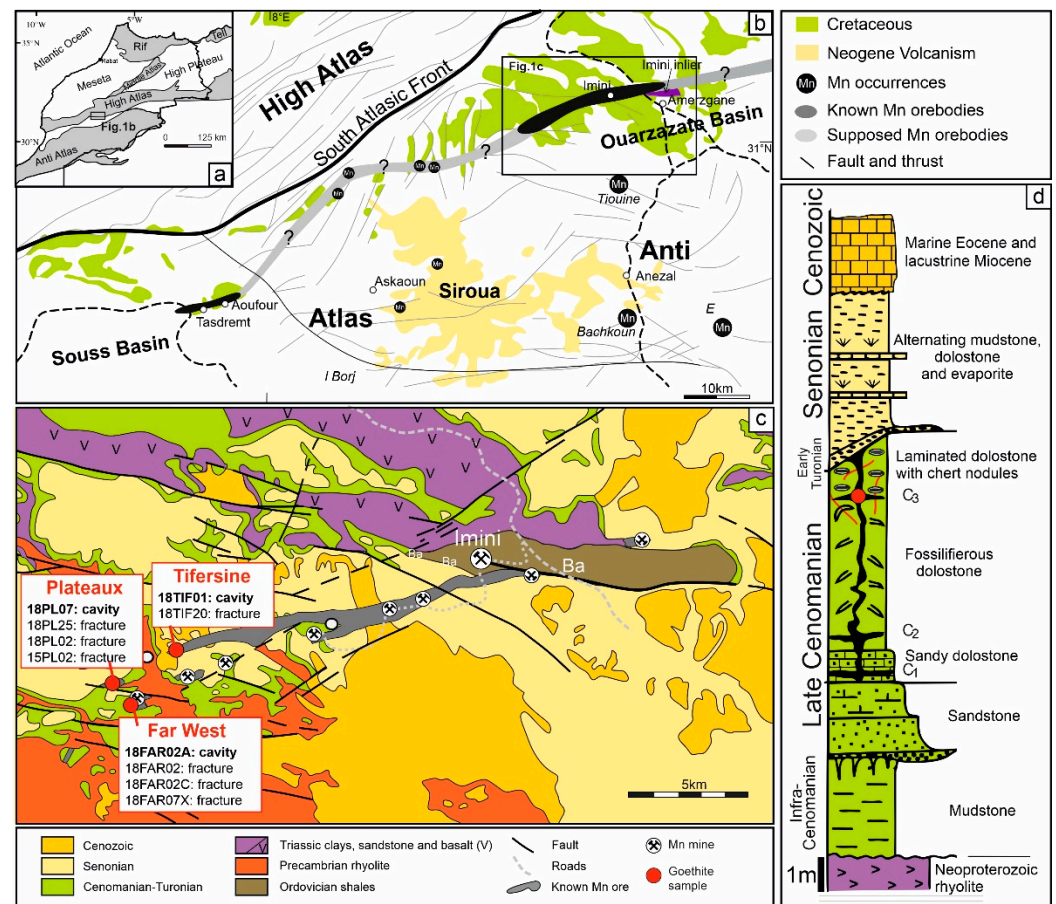 10°W
5°W
35°N
30°N
Atlantic Ocean
Rif
Tell
Rabat
Meseta
Middle Atlas
High Plateau
High Atlas
Fig.1b
Anti Atlas
0 125 km
a
8°E
b
High Atlas
South Atlasic Front
Fig.1c
Imini inlier
Imini
Amerzgane
Ouarzazate Basin
31°N
?
?
?
?
Mn
Mn
Mn
Mn
Mn
Tiouine
Anti
Anezal
Mn
Askaoun
Siroua
Mn
Atlas
Aoufour
Tasdremt
Souss Basin
Mn
Bachkoun
E
Mn
l Borj
10km
Cretaceous
Neogene Volcanism
Mn
Mn occurrences
Known Mn orebodies
Supposed Mn orebodies
Fault and thrust
c
V V V V V V V V
Imini
Ba
Ba
Ba
Plateaux
18PL07: cavity
18PL25: fracture
18PL02: fracture
15PL02: fracture
Tifersine
18TIF01: cavity
18TIF20: fracture
Far West
18FAR02A: cavity
18FAR02: fracture
18FAR02C: fracture
18FAR07X: fracture
5km
Cenozoic
Senonian
Cenomanian-Turonian
V
Triassic clays, sandstone and basalt (V)
Precambrian rhyolite
Ordovician shales
Fault
Roads
Known Mn ore
Mn mine
Goethite
sample
d
Cenozoic
Marine Eocene and
lacustrine Miocene
Senonian
Alternating mudstone,
dolostone
and evaporite
Early
Turonian
Laminated dolostone
with chert nodules
C3
Late Cenomanian
Fossilifierous
dolostone
C2
Sandy dolostone
C1
Sandstone
Infra-
Cenomanian
Mudstone
1m
Neoproterozoic
rhyolite